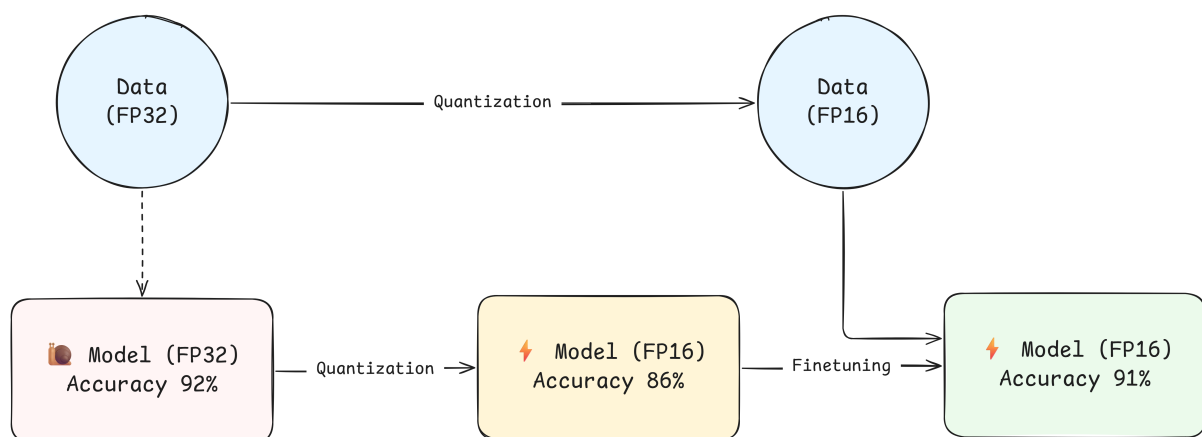 Data
(FP32)
Quantization
Data
(FP16)
🐌 Model (FP32)
Accuracy 92%
Quantization
⚡ Model (FP16)
Accuracy 86%
Finetuning
⚡ Model (FP16)
Accuracy 91%